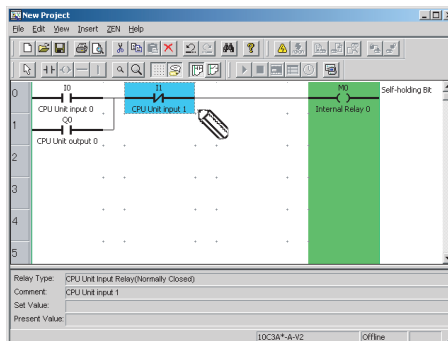 New Project
File Edit View Insert ZEN Help
0 I0 I1 M0 Self-holding Bit
CPU Unit input 0 CPU Unit input 1 Internal Relay 0
1 Q0
CPU Unit output 0
2
3
4
5
Relay Type: CPU Unit Input Relay(Normally Closed)
Comment: CPU Unit input 1
Set Value:
Present Value:
10C3A*-A-V2 Offline